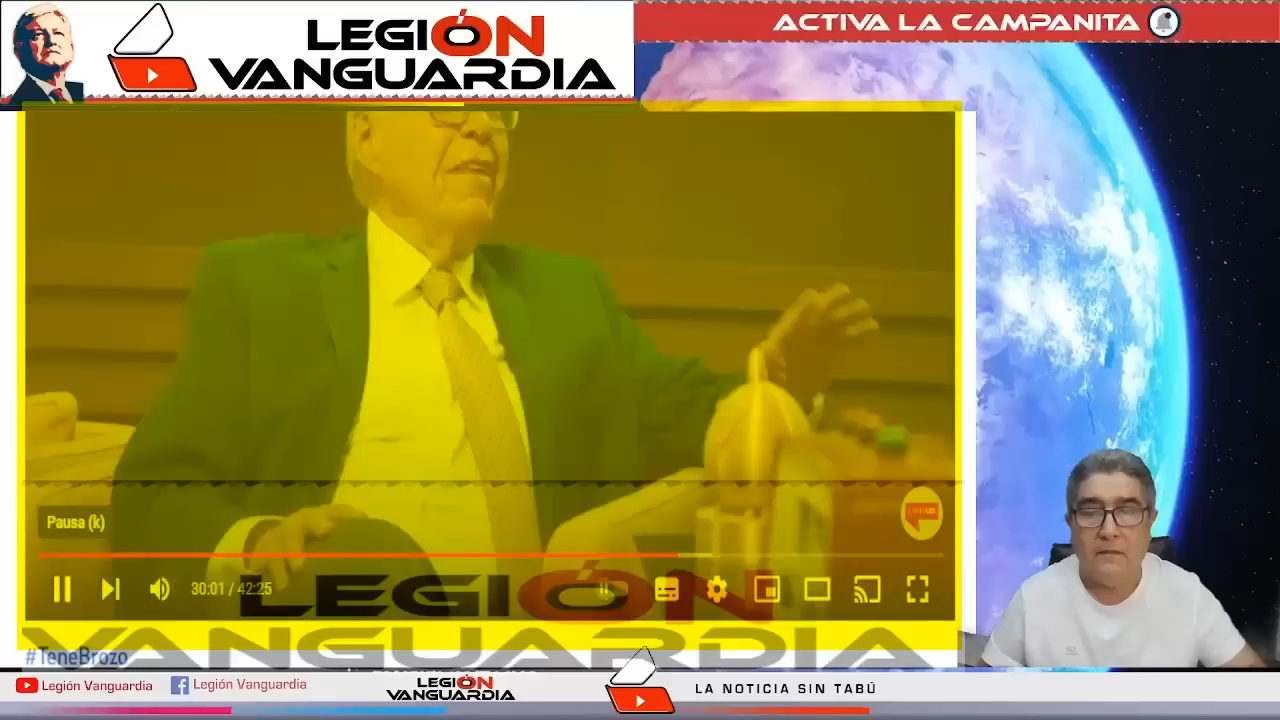 LEGIÓN
VANGUARDIA
ACTIVA LA CAMPANITA
Pausa (k)
30:01 / 42:25
LEGIÓN
VANGUARDIA
#TeneBrozo
Legión Vanguardia
Legión Vanguardia
LEGIÓN
VANGUARDIA
LA NOTICIA SIN TABÚ